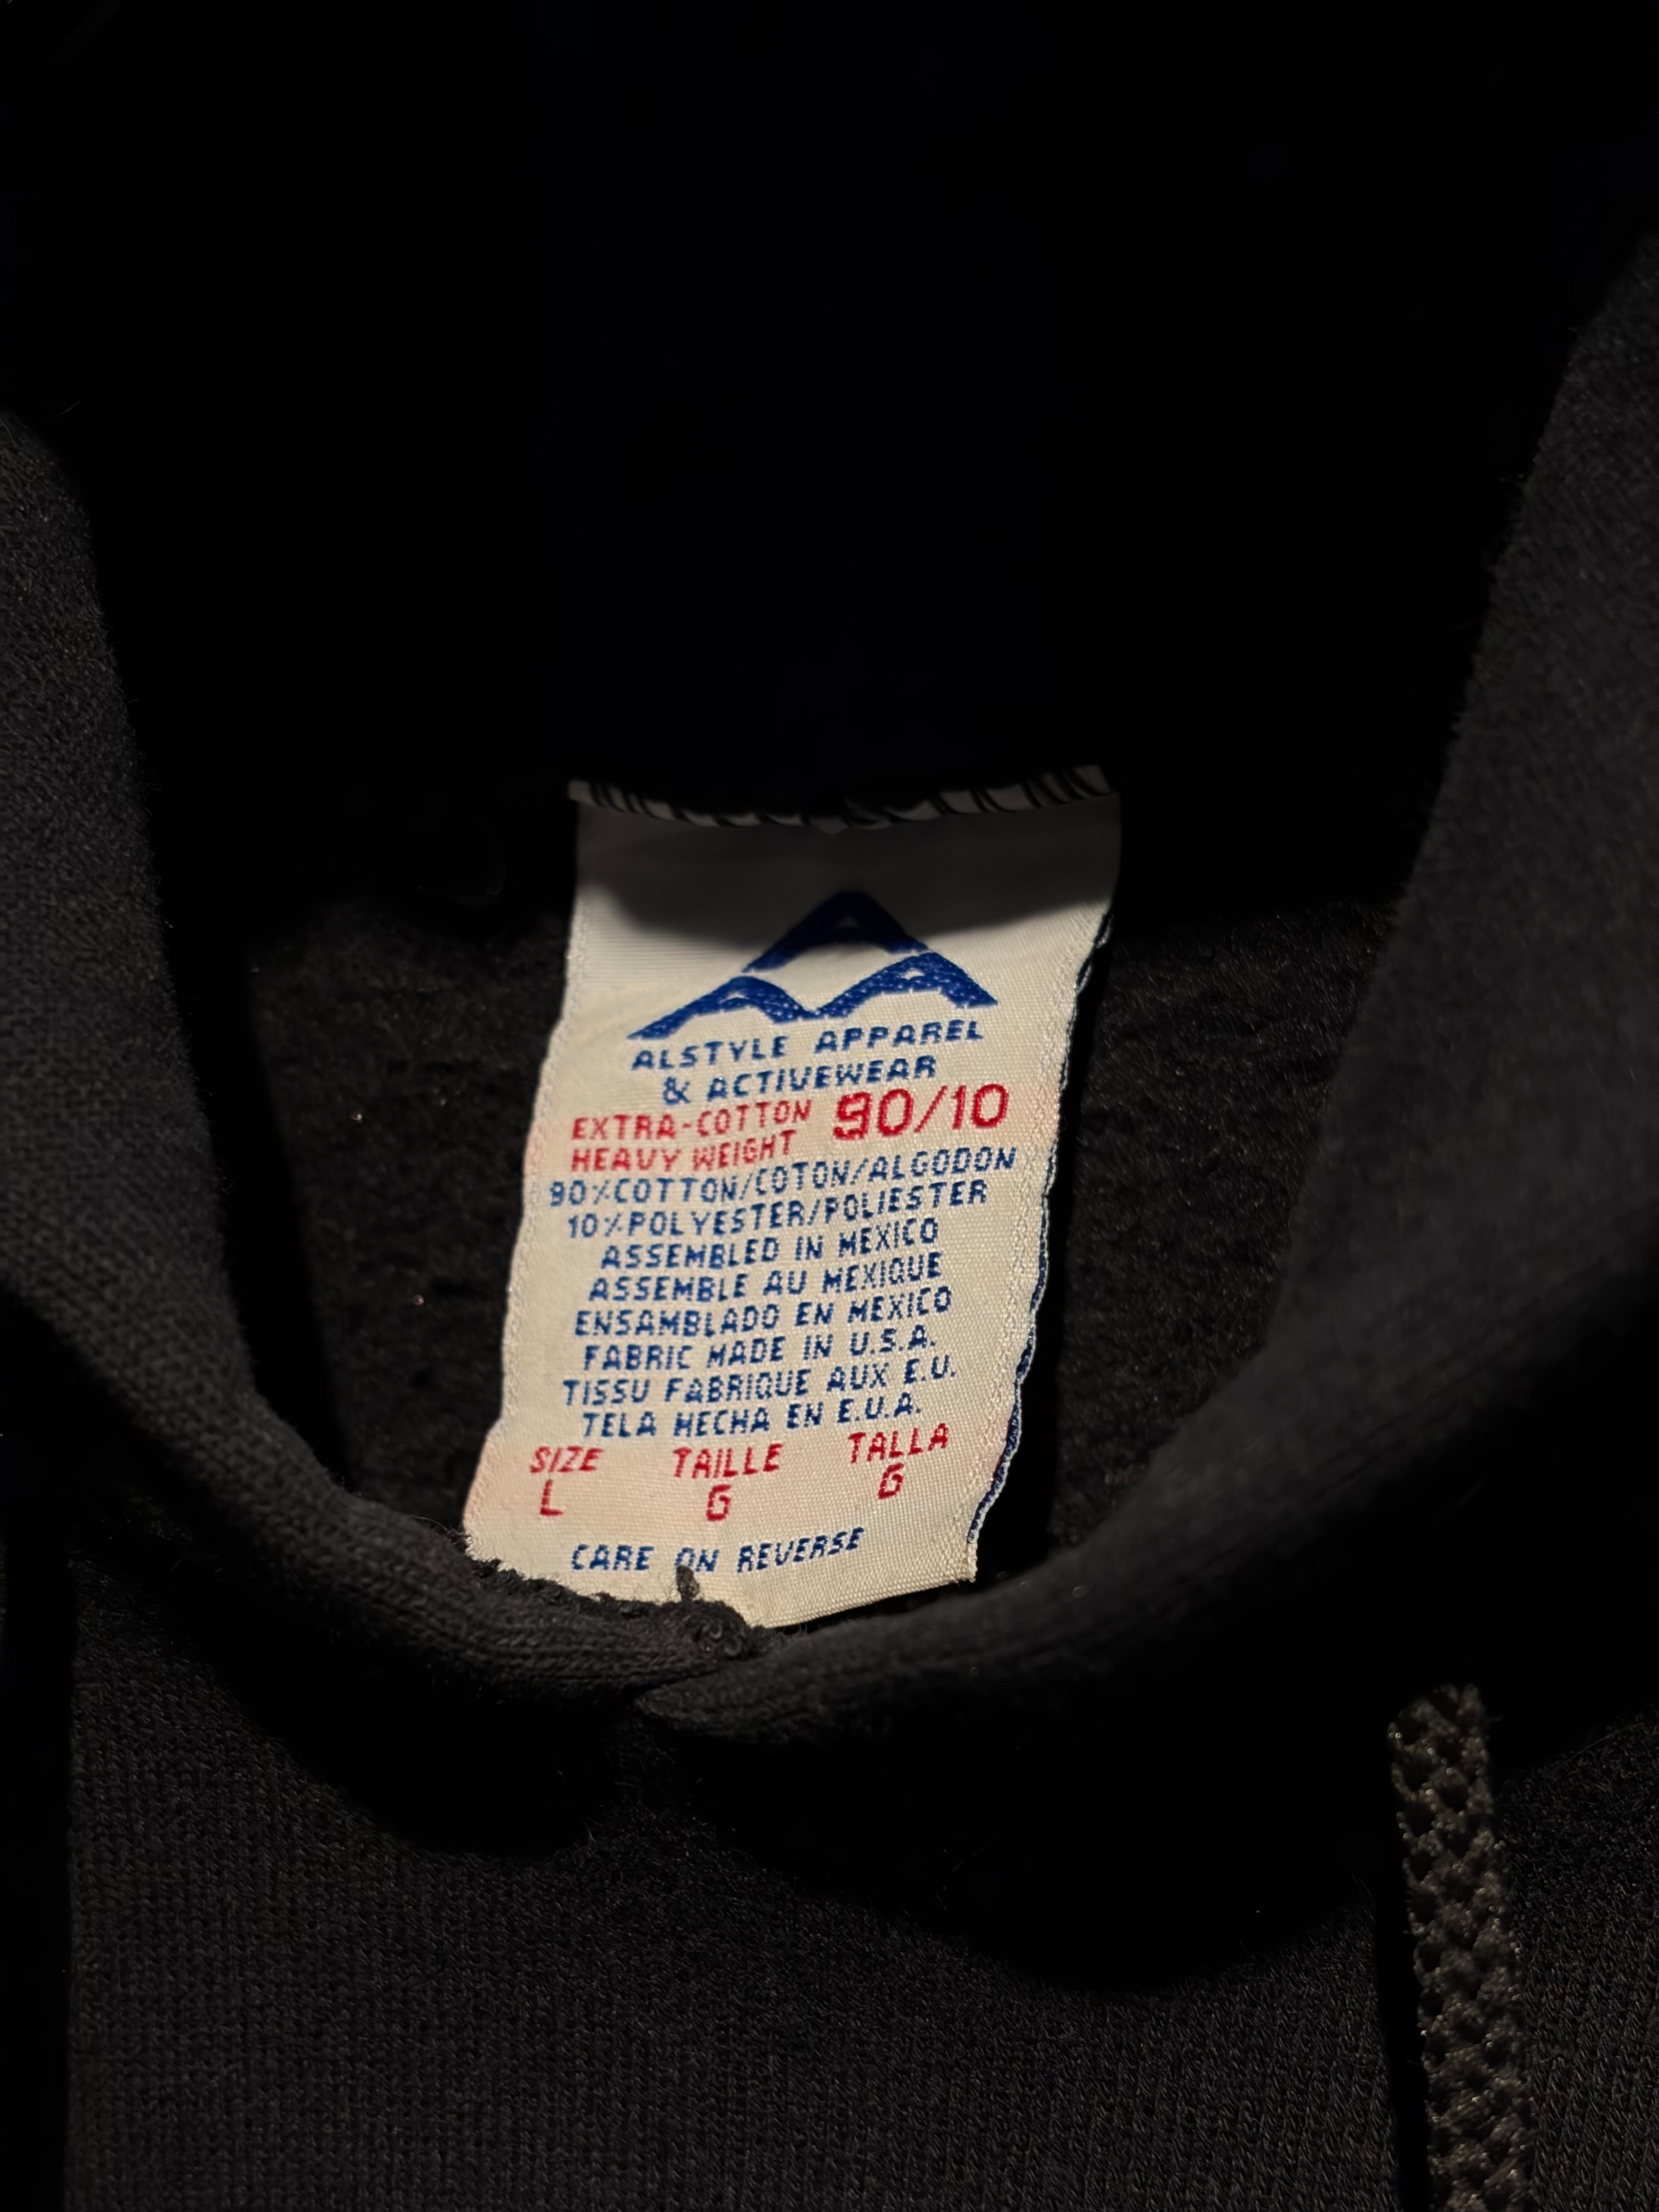 ALSTYLE APPAREL
& ACTIVEWEAR
EXTRA-COTTON 90/10
HEAVY WEIGHT
90%COTTON/COTON/ALGODON
10%POLYESTER/POLIESTER
ASSEMBLED IN MEXICO
ASSEMBLE AU MEXIQUE
ENSAMBLADO EN MEXICO
FABRIC MADE IN U.S.A.
TISSU FABRIQUE AUX E.U.
TELA HECHA EN E.U.A.
SIZE TAILLE TALLA
L G G
CARE ON REVERSE